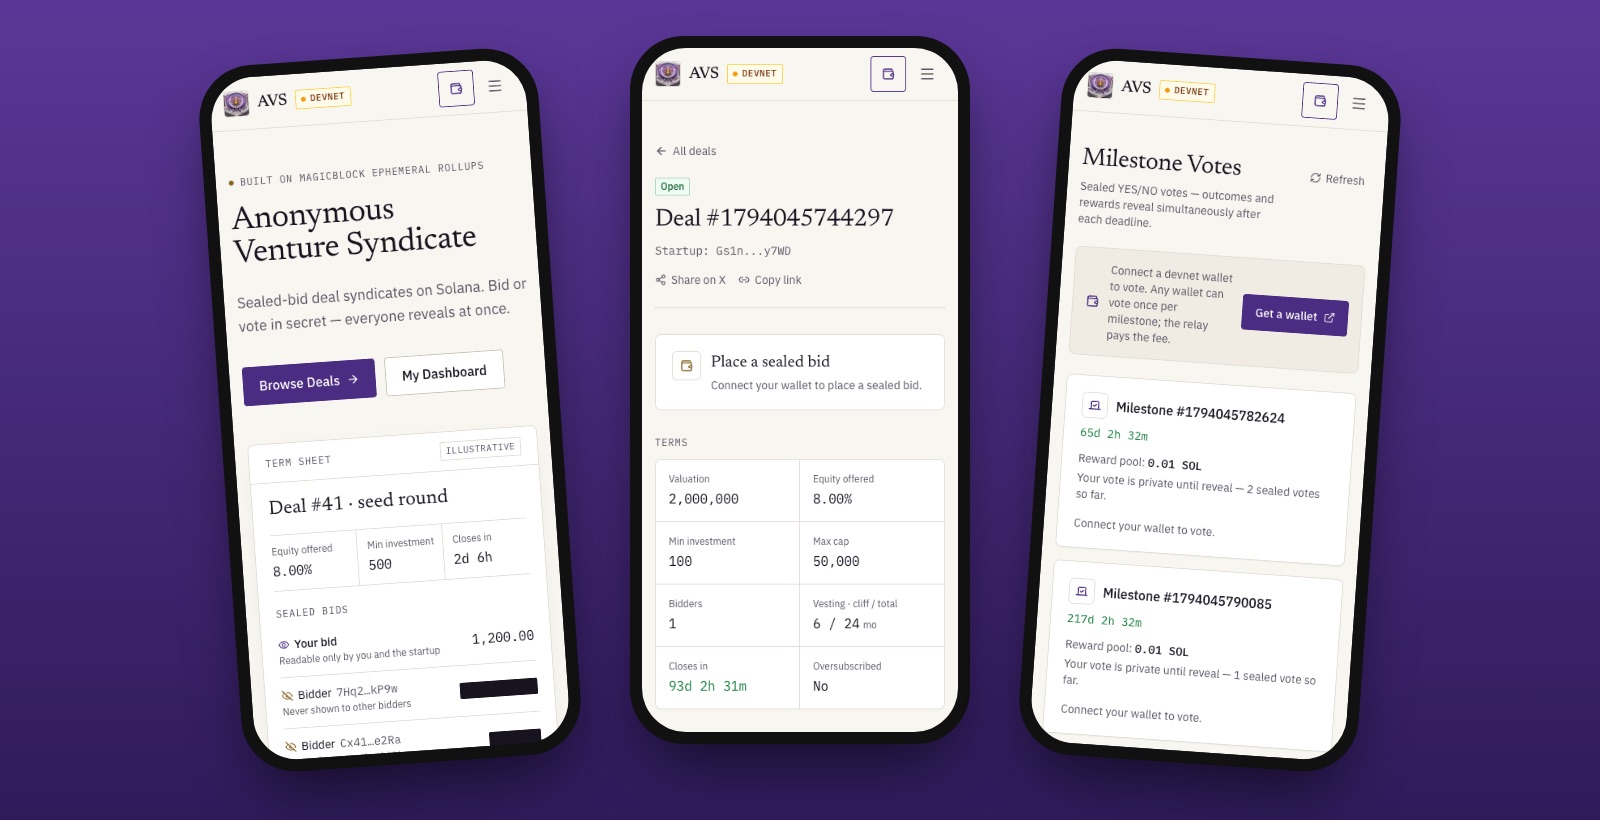 AVS
DEVNET
BUILT ON MAGICBLOCK EPHEMERAL ROLLUPS
Anonymous
Venture Syndicate
Sealed-bid deal syndicates on Solana. Bid or
vote in secret — everyone reveals at once.
Browse Deals →
My Dashboard
TERM SHEET
ILLUSTRATIVE
Deal #41 · seed round
Equity offered
8.00%
Min investment
500
Closes in
2d 6h
SEALED BIDS
Your bid
1,200.00
Readable only by you and the startup
Bidder 7Hq2…kP9w
Never shown to other bidders
Bidder Cx41…e2Ra
AVS
DEVNET
← All deals
Open
Deal #1794045744297
Startup: Gs1n...y7WD
Share on X
Copy link
Place a sealed bid
Connect your wallet to place a sealed bid.
TERMS
Valuation
2,000,000
Equity offered
8.00%
Min investment
100
Max cap
50,000
Bidders
1
Vesting · cliff / total
6 / 24 mo
Closes in
93d 2h 31m
Oversubscribed
No
AVS
DEVNET
Milestone Votes
Refresh
Sealed YES/NO votes — outcomes and
rewards reveal simultaneously after
each deadline.
Connect a devnet wallet
to vote. Any wallet can
vote once per
milestone; the relay
pays the fee.
Get a wallet
Milestone #1794045782624
65d 2h 32m
Reward pool: 0.01 SOL
Your vote is private until reveal — 2 sealed votes
so far.
Connect your wallet to vote.
Milestone #1794045790085
217d 2h 32m
Reward pool: 0.01 SOL
Your vote is private until reveal — 1 sealed vote so
far.
Connect your wallet to vote.